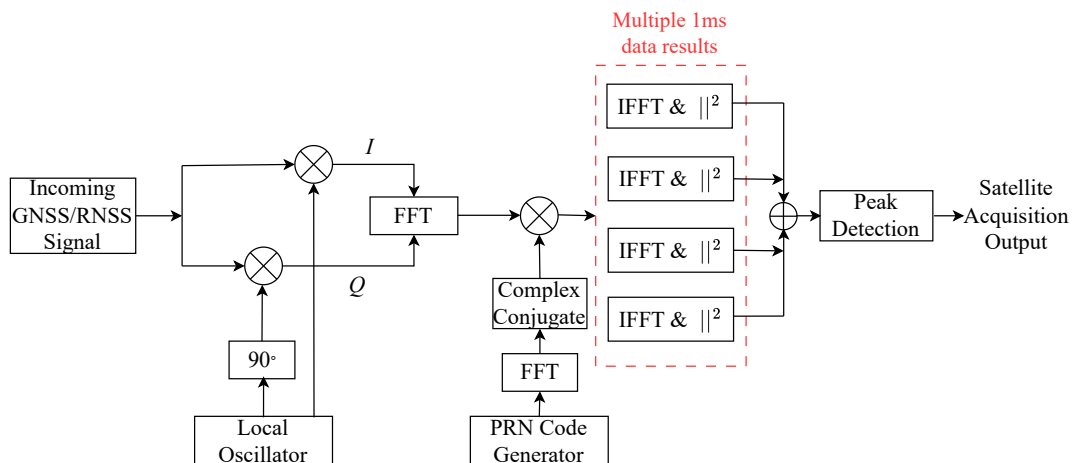 Multiple 1ms
data results
IFFT & ||²
IFFT & ||²
IFFT & ||²
IFFT & ||²
I
Q
Incoming
GNSS/RNSS
Signal
FFT
Peak
Detection
Satellite
Acquisition
Output
Complex
Conjugate
90°
FFT
Local
Oscillator
PRN Code
Generator